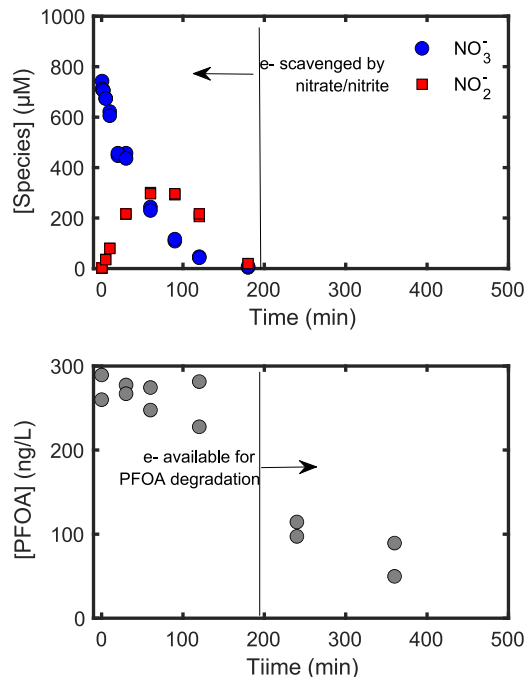 1000
800
600
400
200
0
[Species] (μM)
e- scavenged by
nitrate/nitrite
NO3-
NO2-
0 100 200 300 400 500
Time (min)
300
200
100
0
[PFOA] (ng/L)
e- available for
PFOA degradation
0 100 200 300 400 500
Tiime (min)